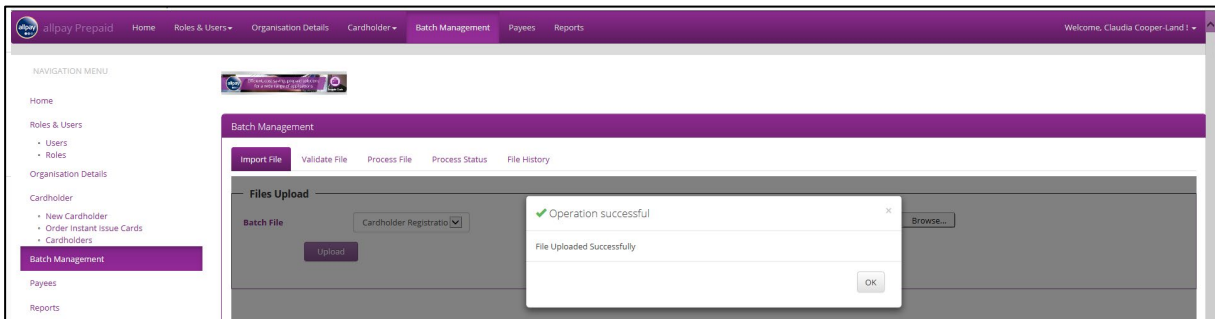 allpay allpay Prepaid Home Roles & Users Organisation Details Cardholder Batch Management Payees Reports Welcome, Claudia Cooper-Land !
NAVIGATION MENU
Home
Roles & Users
• Users
• Roles
Organisation Details
Cardholder
• New Cardholder
• Order Instant Issue Cards
• Cardholders
Batch Management
Payees
Reports
allpay
Batch Management
Import File Validate File Process File Process Status File History
Files Upload
Batch File Cardholder Registratio Browse...
Upload
Operation successful ×
File Uploaded Successfully
OK